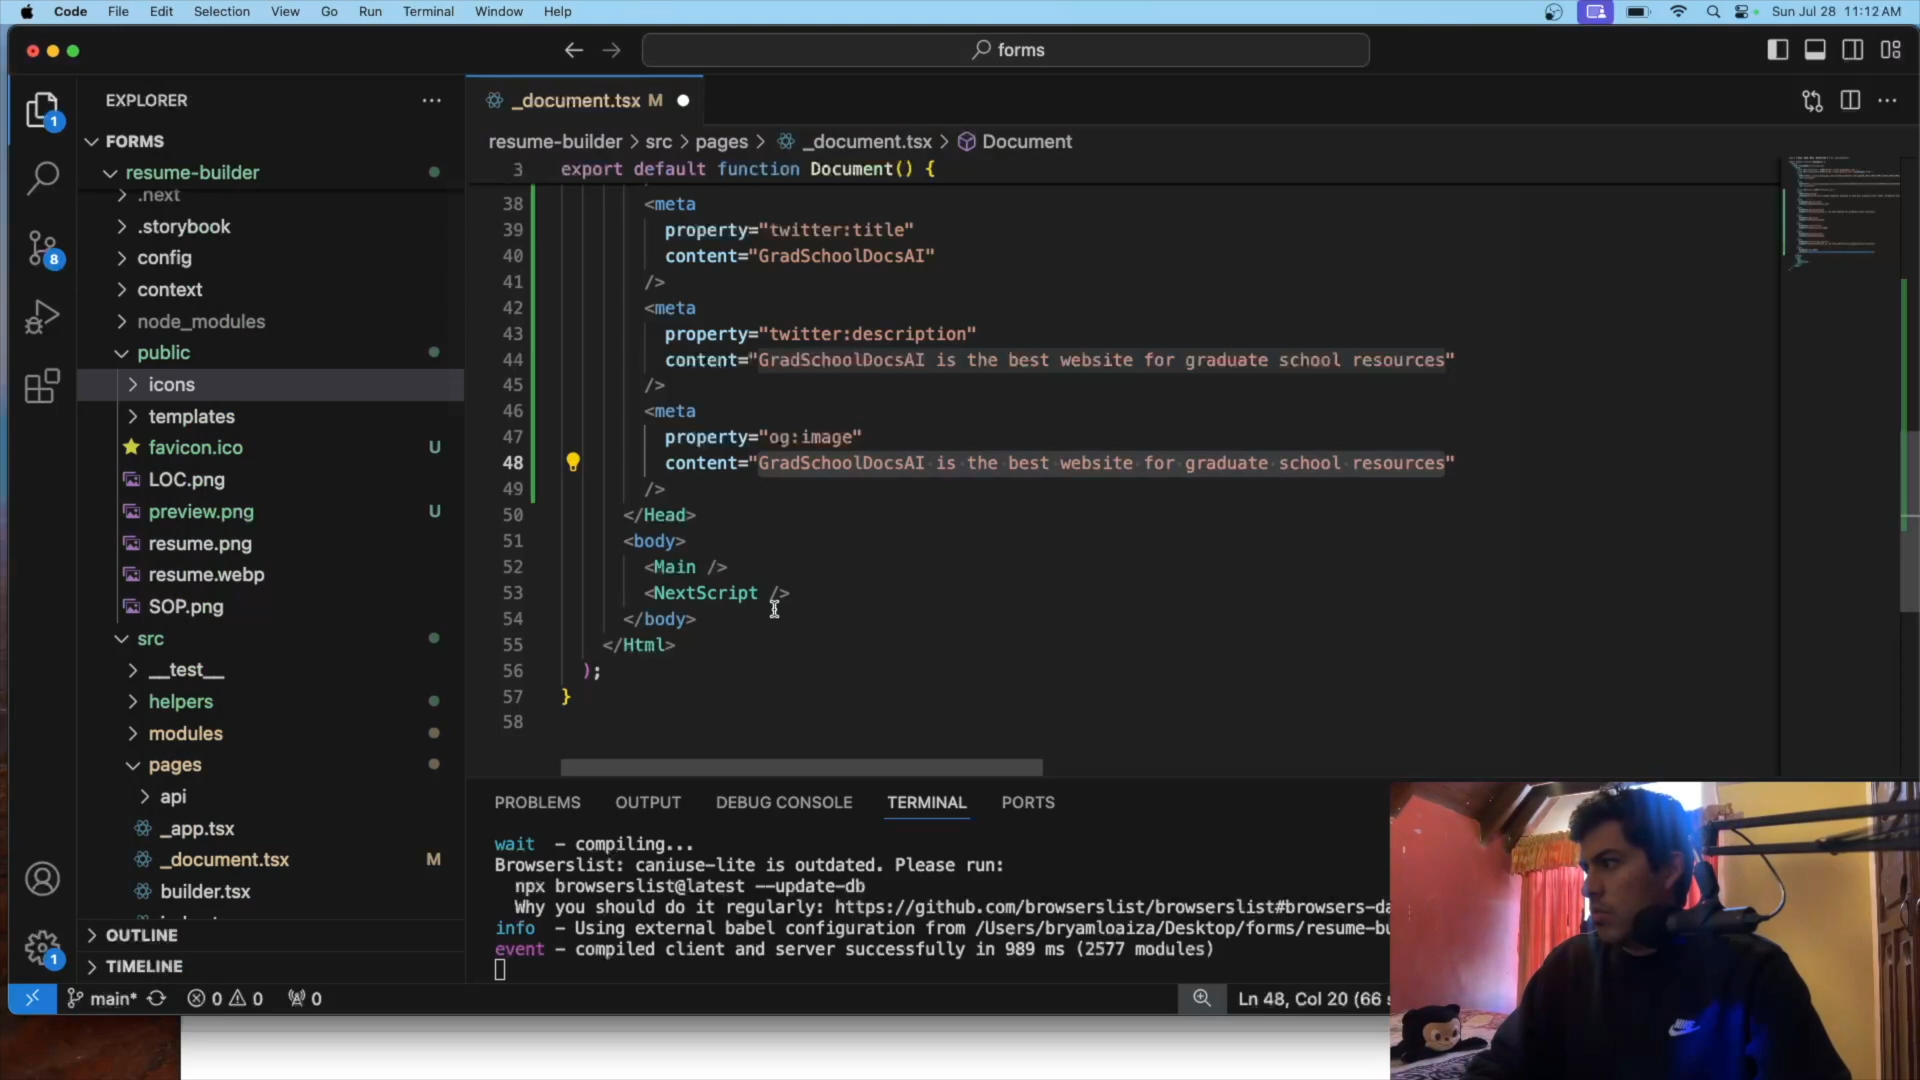 Code File Edit Selection View Go Run Terminal Window Help Sun Jul 28 11:12 AM
forms
EXPLORER
_document.tsx M
1
FORMS
resume-builder > src > pages > _document.tsx > Document
resume-builder
3 export default function Document() {
.next
.storybook
8
config
context
node_modules
public
icons
templates
favicon.ico U
LOC.png
preview.png U
resume.png
resume.webp
SOP.png
src
__test__
helpers
modules
pages
api
_app.tsx
_document.tsx M
builder.tsx
OUTLINE
1
TIMELINE
38 <meta
39 property="twitter:title"
40 content="GradSchoolDocsAI"
41 />
42 <meta
43 property="twitter:description"
44 content="GradSchoolDocsAI is the best website for graduate school resources"
45 />
46 <meta
47 property="og:image"
48 content="GradSchoolDocsAI is the best website for graduate school resources"
49 />
50 </Head>
51 <body>
52 <Main />
53 <NextScript />
54 </body>
55 </Html>
56 );
57 }
58
PROBLEMS OUTPUT DEBUG CONSOLE TERMINAL PORTS
wait - compiling...
Browserslist: caniuse-lite is outdated. Please run:
npx browserslist@latest --update-db
Why you should do it regularly: https://github.com/browserslist/browserslist#browsers-da
info - Using external babel configuration from /Users/bryamloaiza/Desktop/forms/resume-bu
event - compiled client and server successfully in 989 ms (2577 modules)
main* 0 0 0 Ln 48, Col 20 (66 s